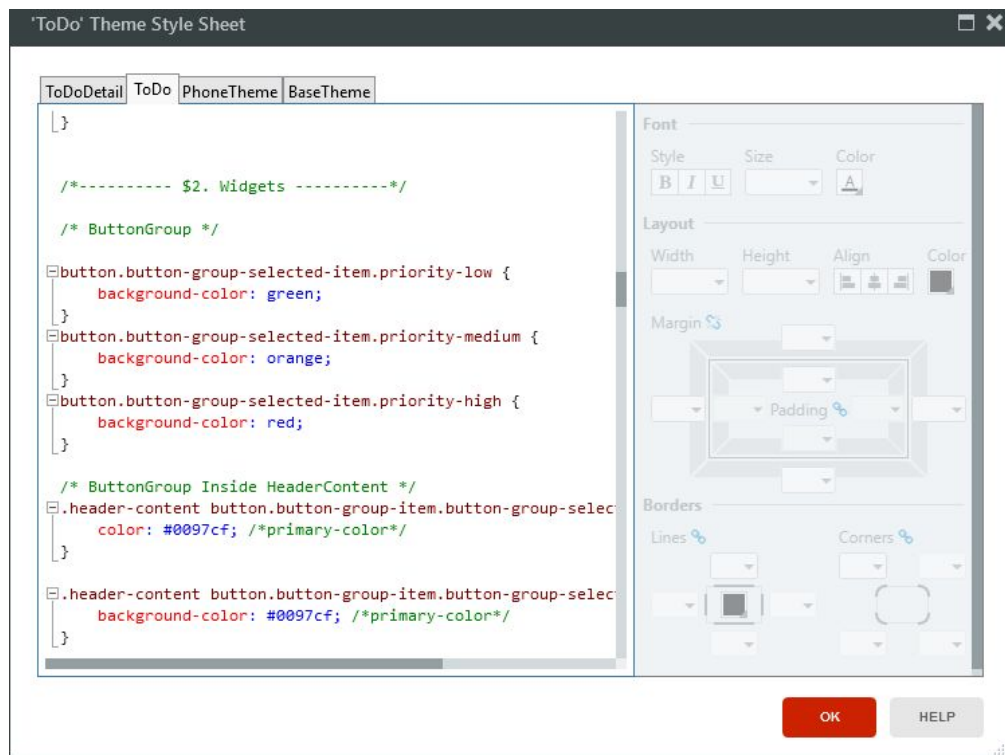 'ToDo' Theme Style Sheet
ToDoDetail ToDo PhoneTheme BaseTheme
}
/*---------- $2. Widgets ----------*/
/* ButtonGroup */
button.button-group-selected-item.priority-low {
background-color: green;
}
button.button-group-selected-item.priority-medium {
background-color: orange;
}
button.button-group-selected-item.priority-high {
background-color: red;
}
/* ButtonGroup Inside HeaderContent */
.header-content button.button-group-item.button-group-selec
color: #0097cf; /*primary-color*/
}
.header-content button.button-group-item.button-group-selec
background-color: #0097cf; /*primary-color*/
}
Font
Style Size Color
B I U A
Layout
Width Height Align Color
Margin
Padding
Borders
Lines Corners
OK HELP